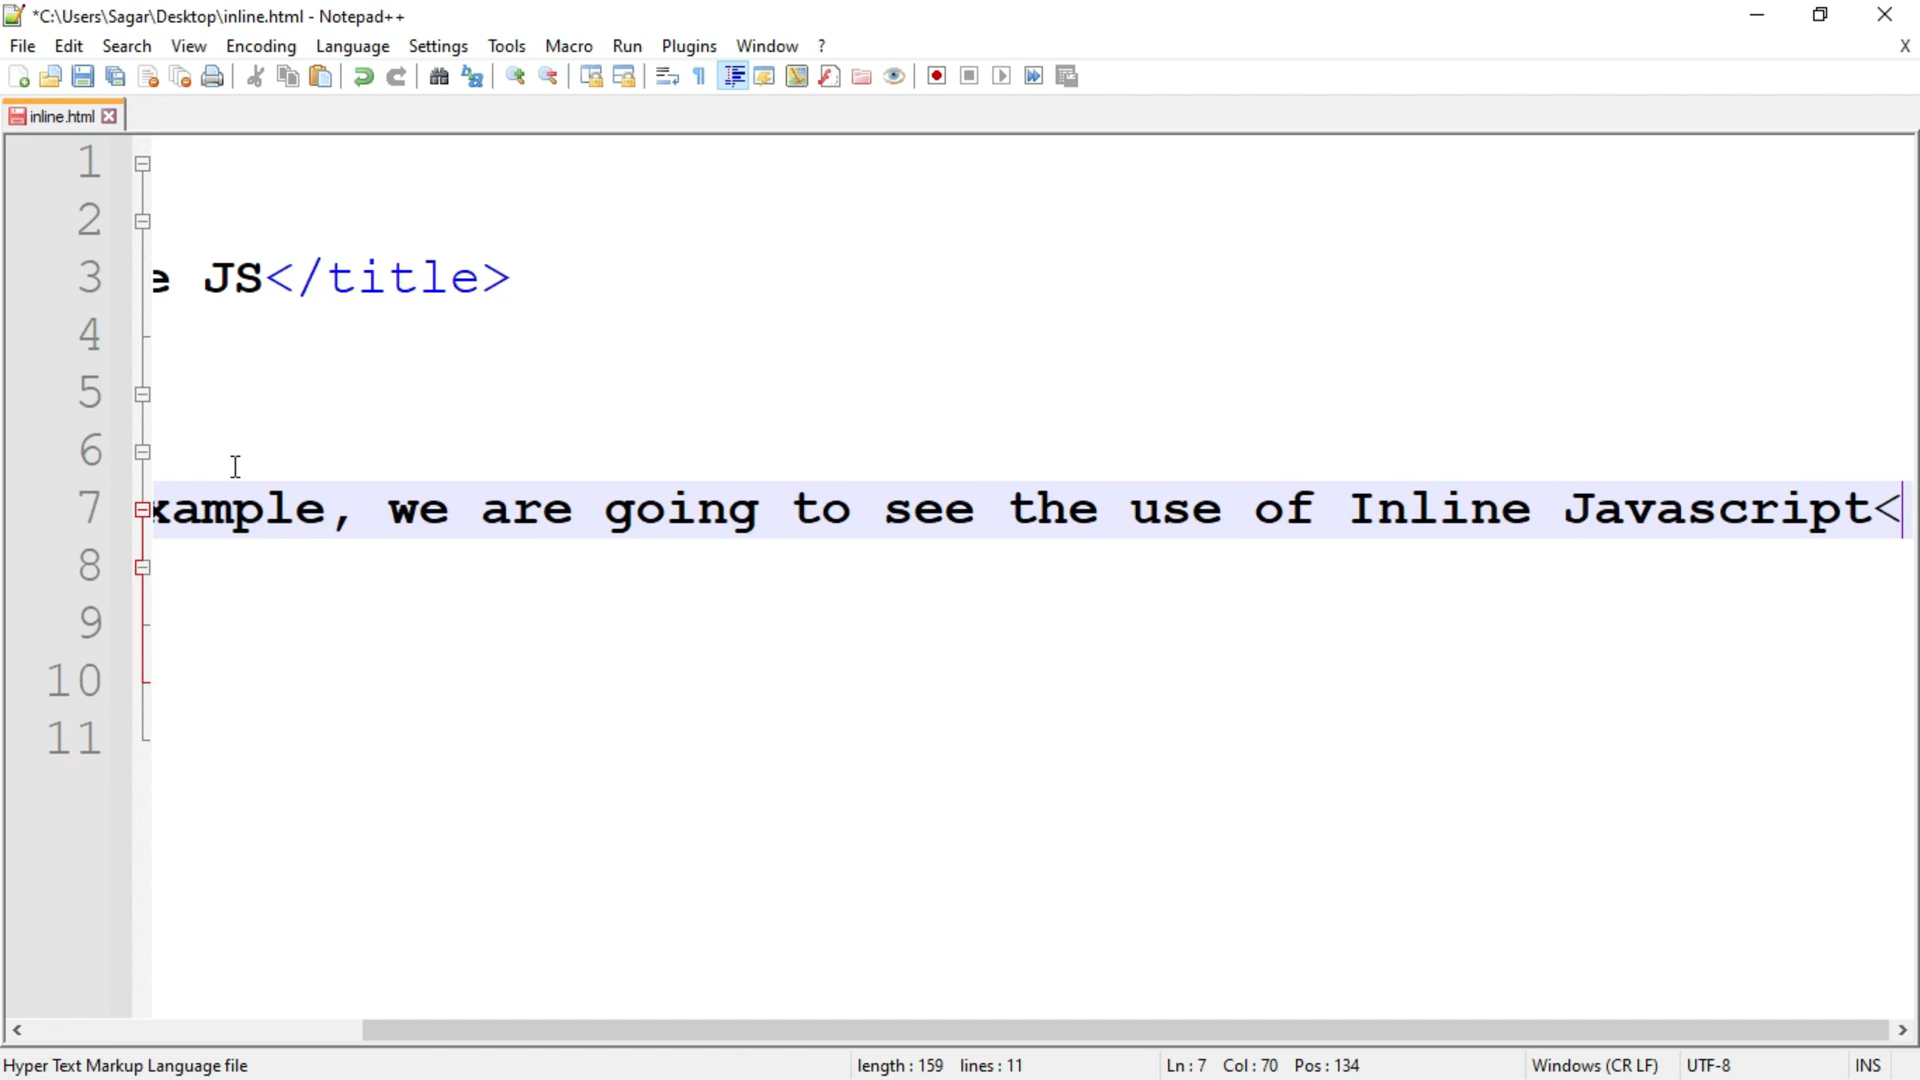 *C:\Users\Sagar\Desktop\inline.html - Notepad++
File Edit Search View Encoding Language Settings Tools Macro Run Plugins Window ? X
inline.html
1
2
3 e JS</title>
4
5
6
7 xample, we are going to see the use of Inline Javascript<
8
9
10
11
Hyper Text Markup Language file length : 159 lines : 11 Ln : 7 Col : 70 Pos : 134 Windows (CR LF) UTF-8 INS